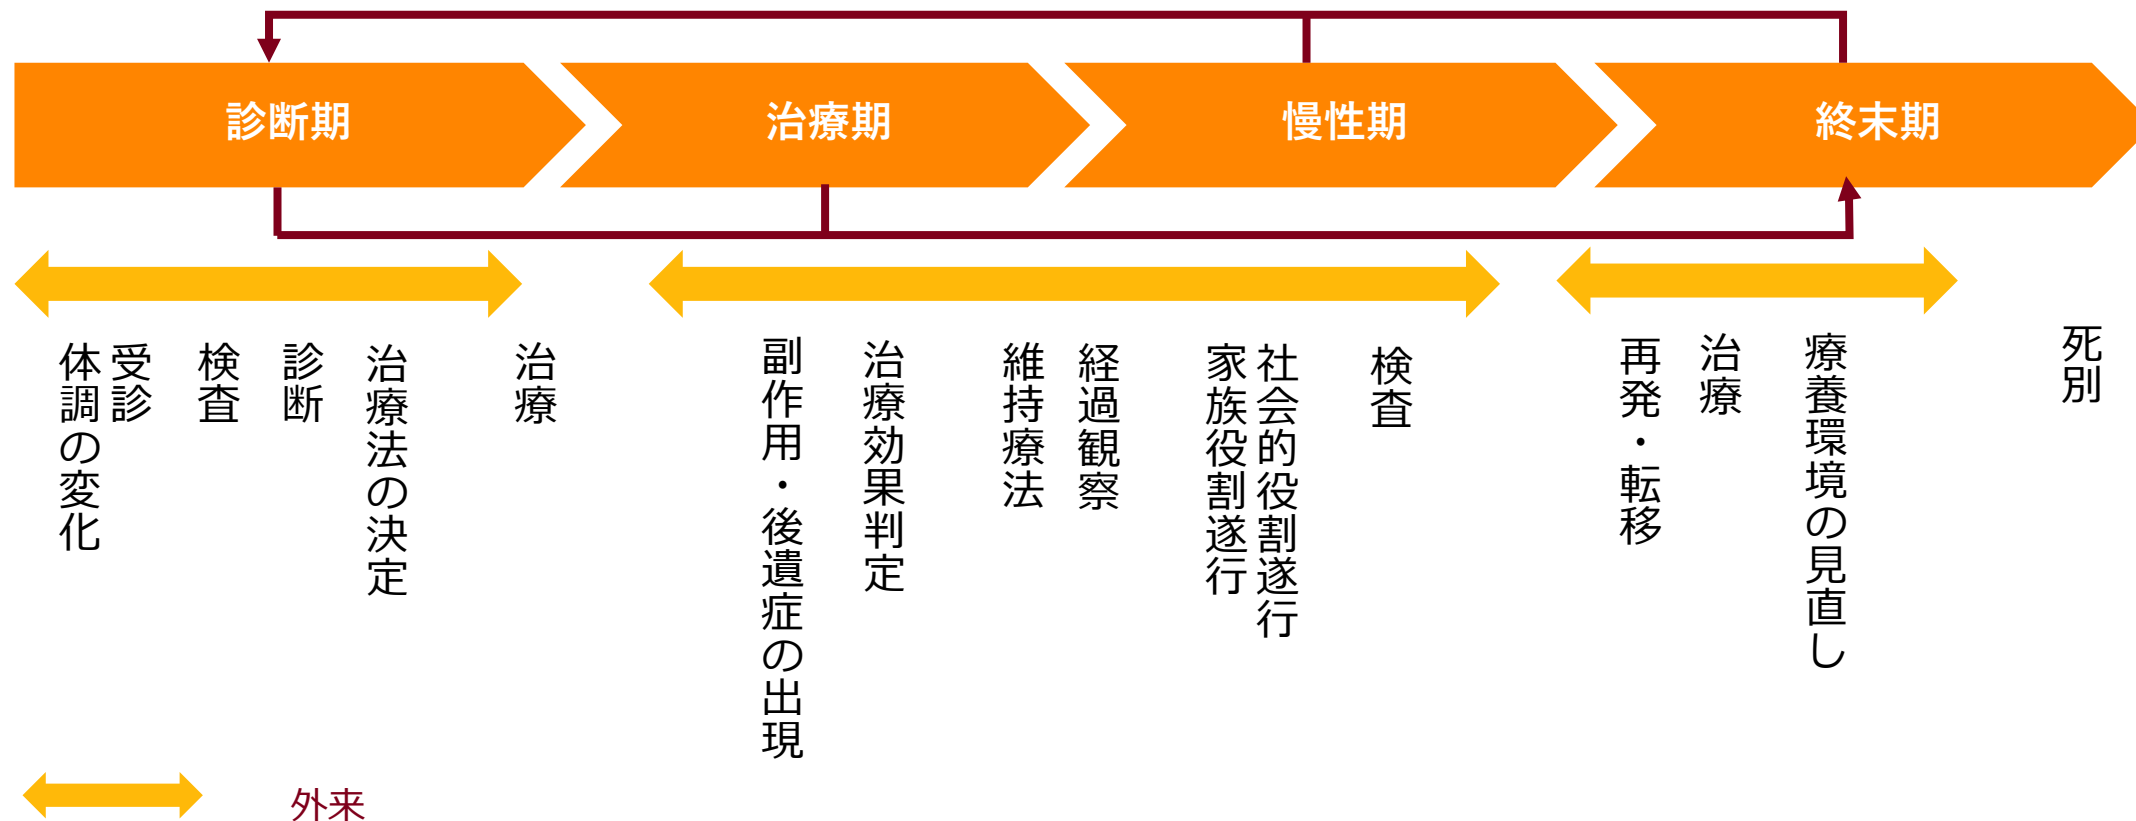 診断期
治療期
慢性期
終末期
体調の変化
受診
検査
診断
治療法の決定
治療
副作用・後遺症の出現
治療効果判定
維持療法
経過観察
家族役割遂行
社会的役割遂行
検査
再発・転移
治療
療養環境の見直し
死別
外来